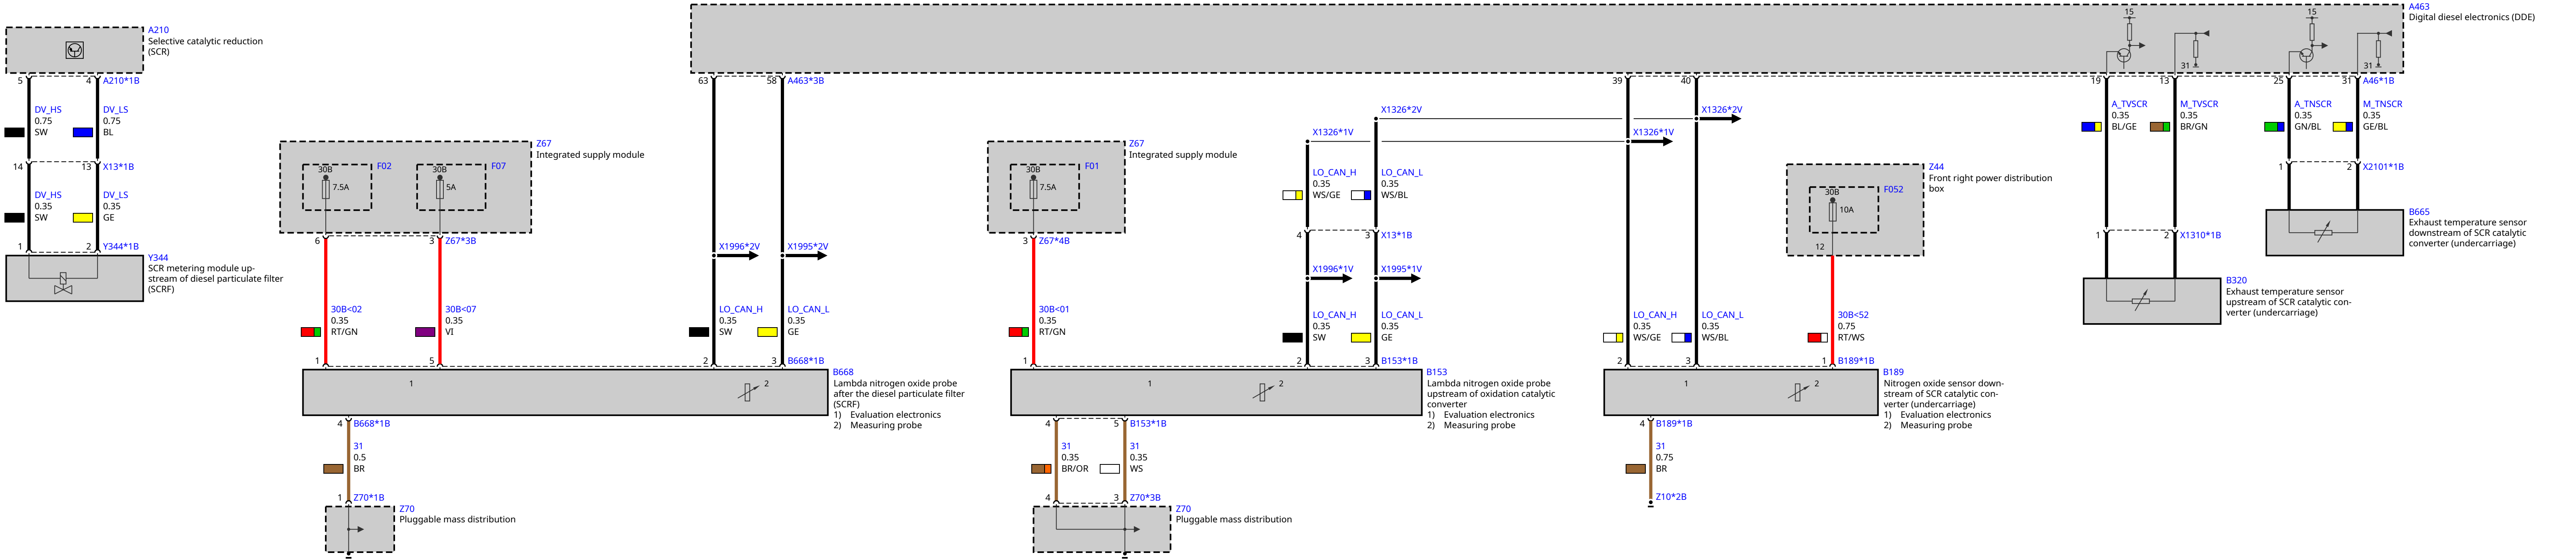 A210
Selective catalytic reduction
(SCR)
5
4
A210*1B
DV_HS
0.75
SW
DV_LS
0.75
BL
14
13
X13*1B
DV_HS
0.35
SW
DV_LS
0.35
GE
1
2
Y344*1B
Y344
SCR metering module up-
stream of diesel particulate filter
(SCRF)
Z67
Integrated supply module
30B
7.5A
F02
30B
5A
F07
6
3
Z67*3B
30B<02
0.35
RT/GN
30B<07
0.35
VI
63
58
A463*3B
X1996*2V
X1995*2V
LO_CAN_H
0.35
SW
LO_CAN_L
0.35
GE
1
5
2
3
B668*1B
1
2
B668
Lambda nitrogen oxide probe
after the diesel particulate filter
(SCRF)
1) Evaluation electronics
2) Measuring probe
4
B668*1B
31
0.5
BR
1
Z70*1B
Z70
Pluggable mass distribution
Z67
Integrated supply module
30B
7.5A
F01
3
Z67*4B
30B<01
0.35
RT/GN
X1326*2V
X1326*1V
LO_CAN_H
0.35
WS/GE
LO_CAN_L
0.35
WS/BL
4
3
X13*1B
X1996*1V
X1995*1V
LO_CAN_H
0.35
SW
LO_CAN_L
0.35
GE
1
2
3
B153*1B
1
2
B153
Lambda nitrogen oxide probe
upstream of oxidation catalytic
converter
1) Evaluation electronics
2) Measuring probe
4
5
B153*1B
31
0.35
BR/OR
31
0.35
WS
4
3
Z70*3B
Z70
Pluggable mass distribution
39
40
X1326*2V
X1326*1V
Z44
Front right power distribution
box
30B
10A
F052
12
LO_CAN_H
0.35
WS/GE
LO_CAN_L
0.35
WS/BL
30B<52
0.75
RT/WS
2
3
1
B189*1B
1
2
B189
Nitrogen oxide sensor down-
stream of SCR catalytic con-
verter (undercarriage)
1) Evaluation electronics
2) Measuring probe
4
B189*1B
31
0.75
BR
Z10*2B
A463
Digital diesel electronics (DDE)
15
31
15
31
19
13
25
31
A46*1B
A_TVSCR
0.35
BL/GE
M_TVSCR
0.35
BR/GN
A_TNSCR
0.35
GN/BL
M_TNSCR
0.35
GE/BL
1
2
X2101*1B
B665
Exhaust temperature sensor
downstream of SCR catalytic
converter (undercarriage)
1
2
X1310*1B
B320
Exhaust temperature sensor
upstream of SCR catalytic con-
verter (undercarriage)